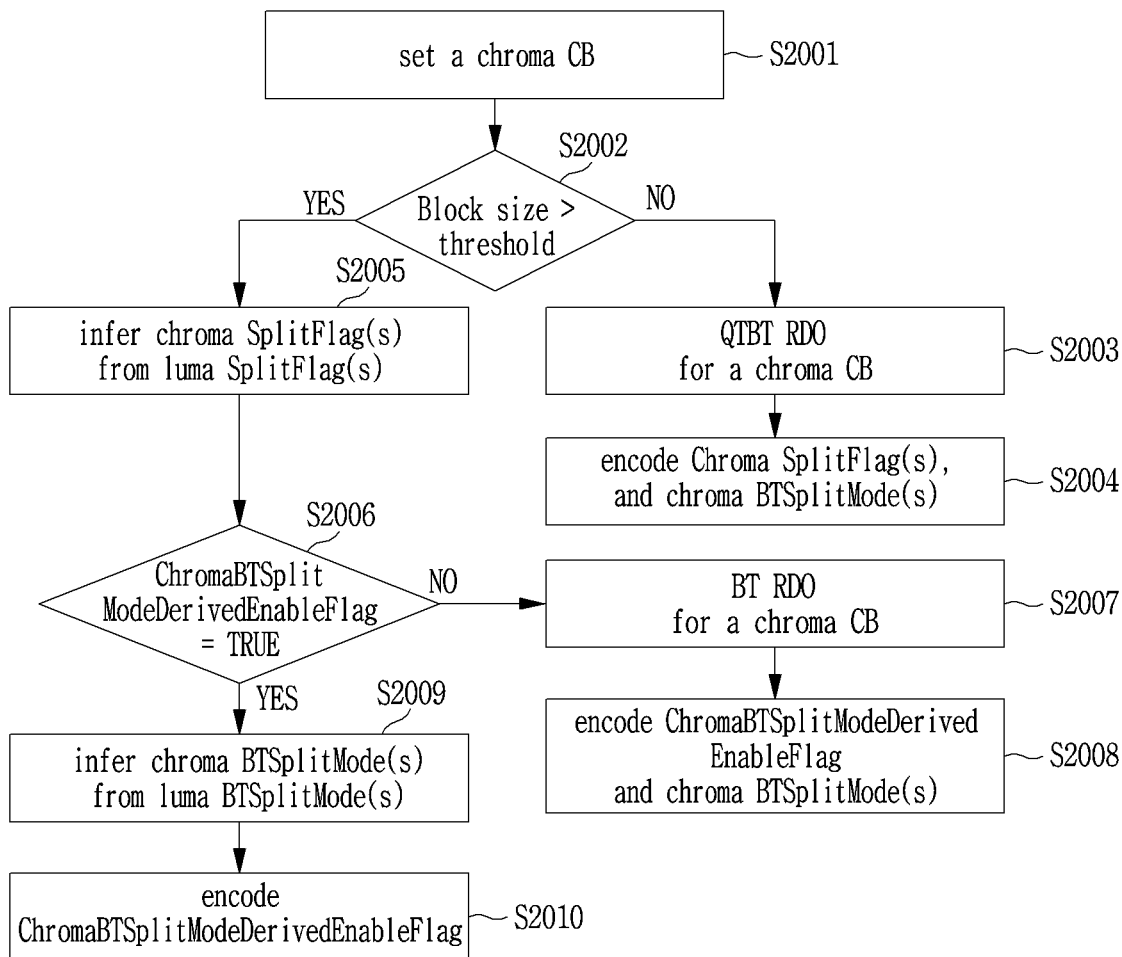 set a chroma CB
S2001
S2002
YES
Block size >
threshold
NO
S2005
infer chroma SplitFlag(s)
from luma SplitFlag(s)
QTBT RDO
for a chroma CB
S2003
encode Chroma SplitFlag(s),
and chroma BTSplitMode(s)
S2004
S2006
ChromaBTSplit
ModeDerivedEnableFlag
= TRUE
NO
BT RDO
for a chroma CB
S2007
YES
S2009
infer chroma BTSplitMode(s)
from luma BTSplitMode(s)
encode ChromaBTSplitModeDerived
EnableFlag
and chroma BTSplitMode(s)
S2008
encode
ChromaBTSplitModeDerivedEnableFlag
S2010